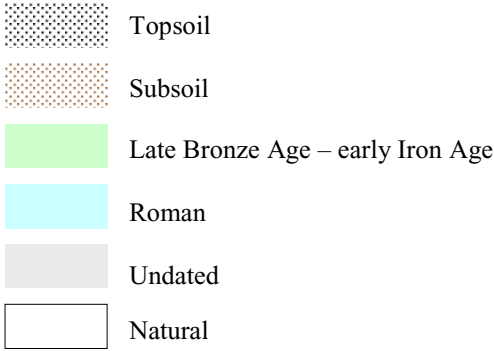 Topsoil
Subsoil
Late Bronze Age – early Iron Age
Roman
Undated
Natural